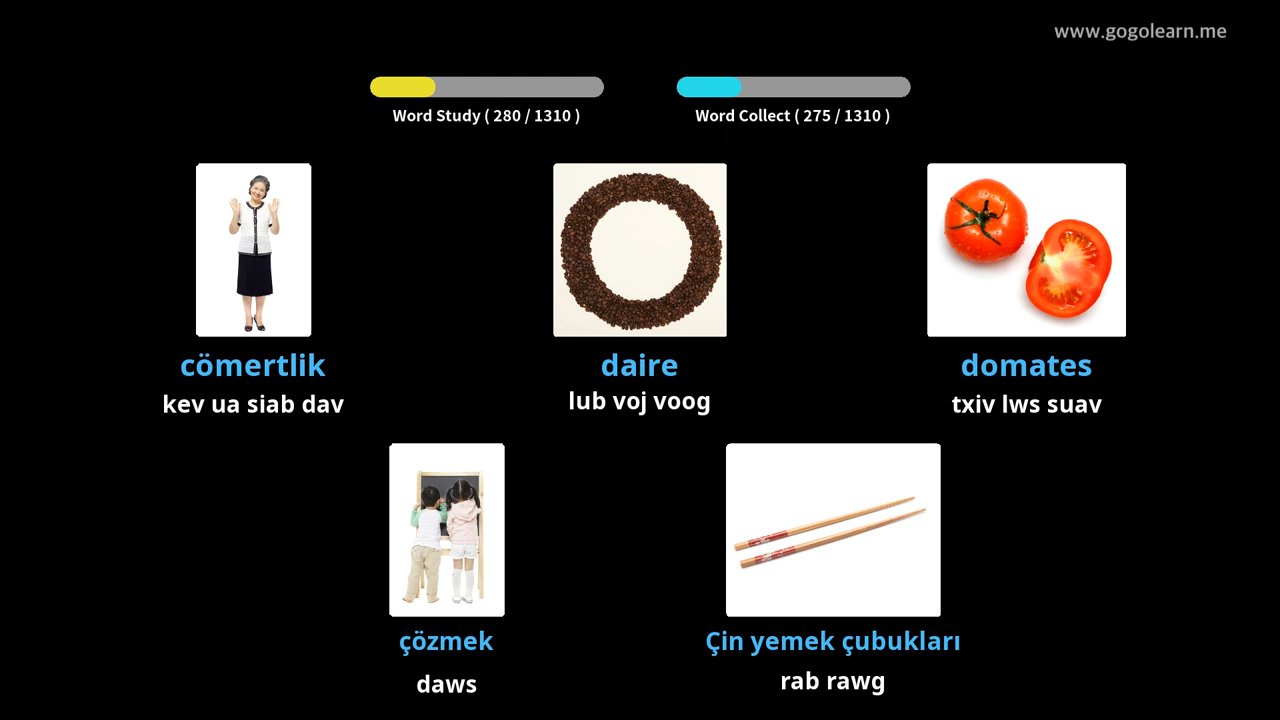 www.gogolearn.me
Word Study ( 280 / 1310 )
Word Collect ( 275 / 1310 )
cömertlik
kev ua siab dav
daire
lub voj voog
domates
txiv lws suav
çözmek
daws
Çin yemek çubukları
rab rawg